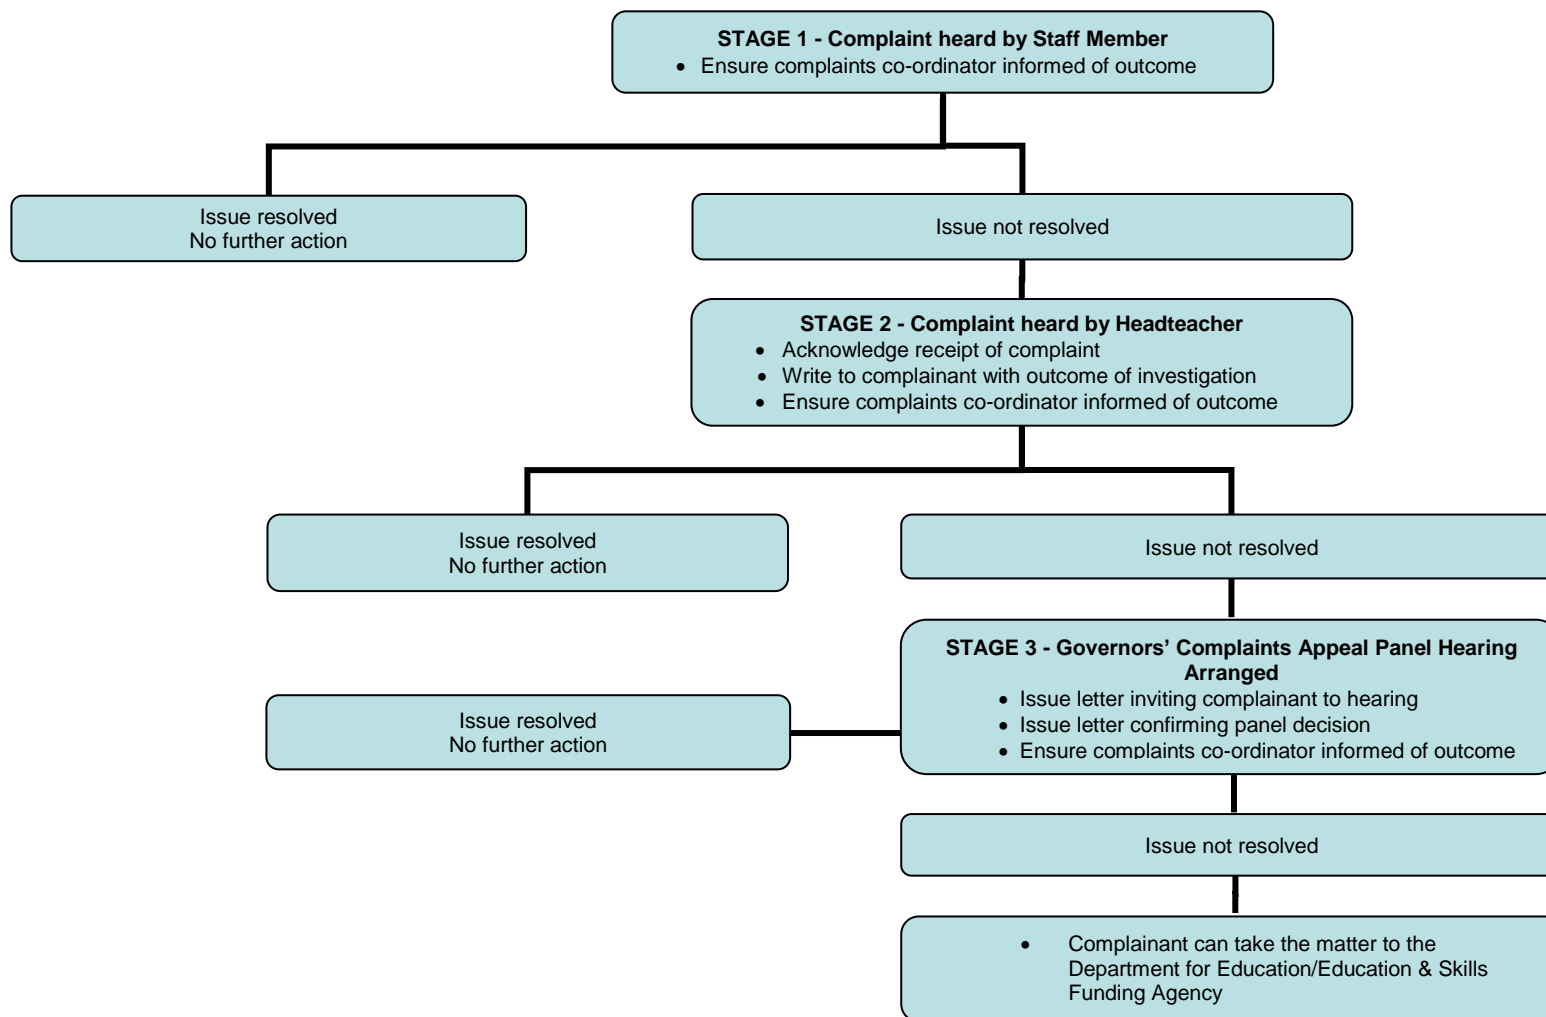 STAGE 1 - Complaint heard by Staff Member
• Ensure complaints co-ordinator informed of outcome
Issue resolved
No further action
Issue not resolved
STAGE 2 - Complaint heard by Headteacher
• Acknowledge receipt of complaint
• Write to complainant with outcome of investigation
• Ensure complaints co-ordinator informed of outcome
Issue resolved
No further action
Issue not resolved
STAGE 3 - Governors’ Complaints Appeal Panel Hearing
Arranged
• Issue letter inviting complainant to hearing
• Issue letter confirming panel decision
• Ensure complaints co-ordinator informed of outcome
Issue resolved
No further action
Issue not resolved
• Complainant can take the matter to the
Department for Education/Education & Skills
Funding Agency